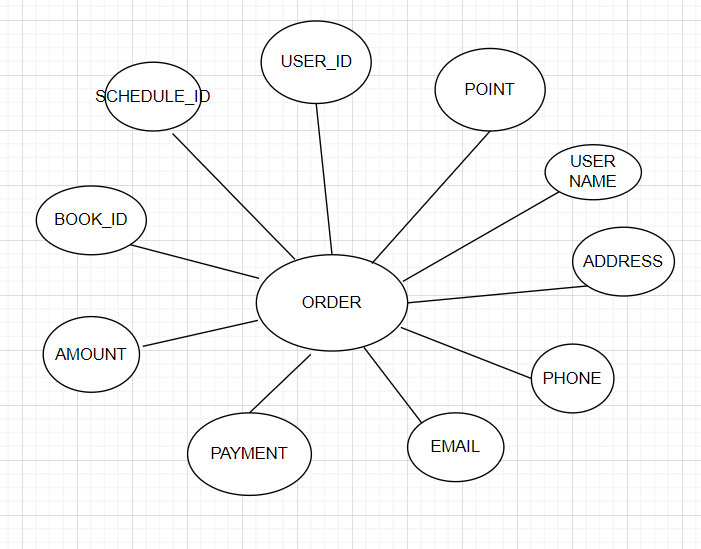 USER_ID
POINT
SCHEDULE_ID
USER
NAME
BOOK_ID
ADDRESS
ORDER
AMOUNT
PHONE
EMAIL
PAYMENT